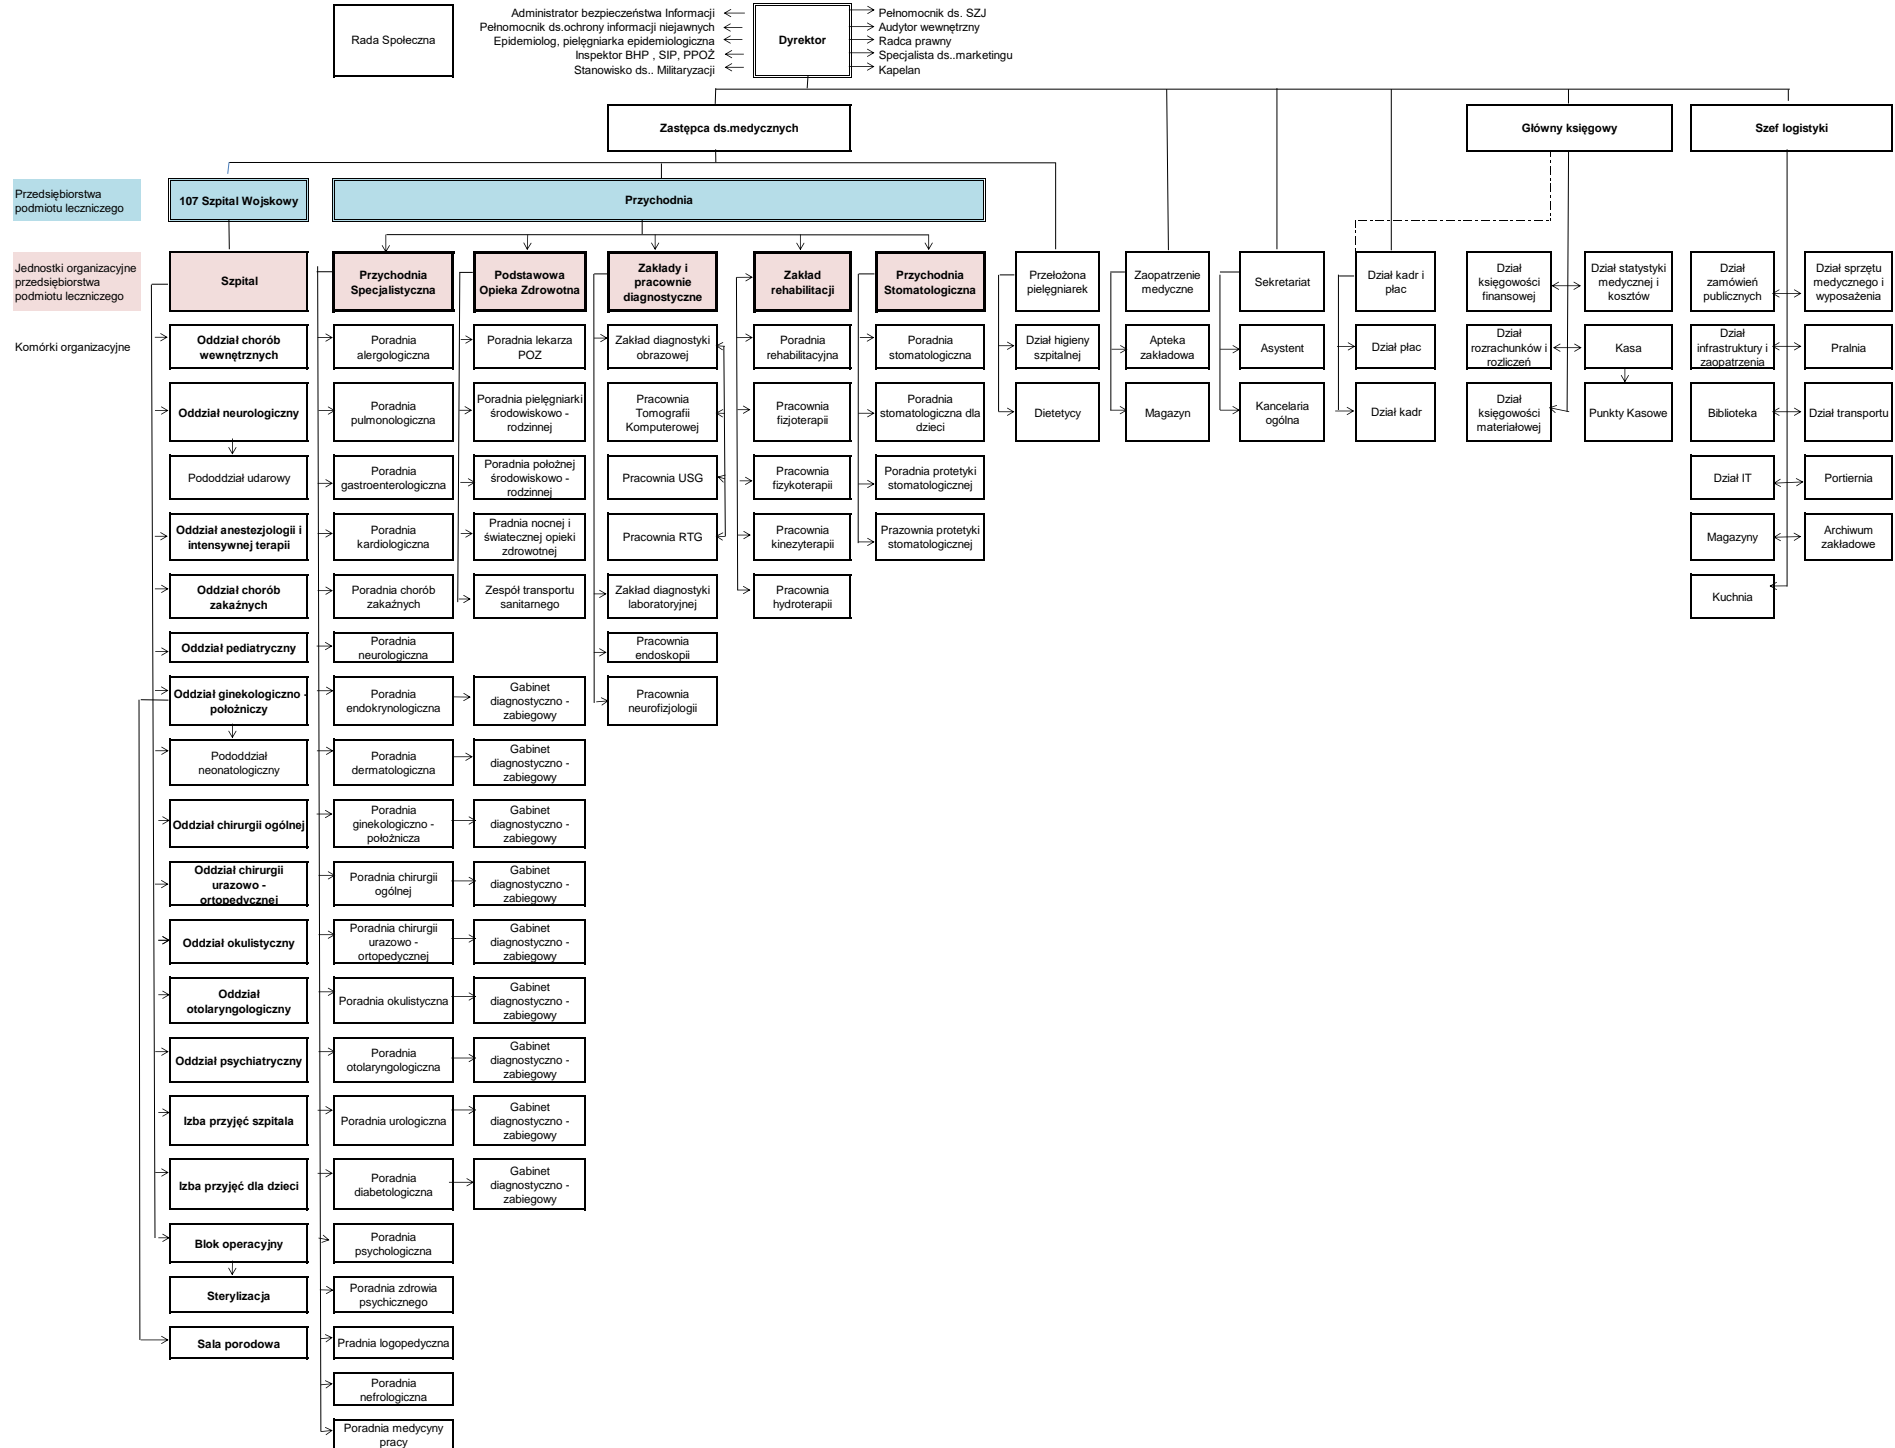 Rada Społeczna
Administrator bezpieczeństwa Informacji
Pełnomocnik ds.ochrony informacji niejawnych
Epidemiolog, pielęgniarka epidemiologiczna
Inspektor BHP , SIP, PPOŻ
Stanowisko ds.. Militaryzacji
Dyrektor
Pełnomocnik ds. SZJ
Audytor wewnętrzny
Radca prawny
Specjalista ds..marketingu
Kapelan
Zastępca ds.medycznych
Główny księgowy
Szef logistyki
Przedsiębiorstwa
podmiotu leczniczego
107 Szpital Wojskowy
Przychodnia
Jednostki organizacyjne
przedsiębiorstwa
podmiotu leczniczego
Szpital
Przychodnia
Specjalistyczna
Podstawowa
Opieka Zdrowotna
Zakłady i
pracownie
diagnostyczne
Zakład
rehabilitacji
Przychodnia
Stomatologiczna
Przełożona
pielęgniarek
Zaopatrzenie
medyczne
Sekretariat
Dział kadr i
płac
Dział
księgowości
finansowej
Dział statystyki
medycznej i
kosztów
Dział
zamówień
publicznych
Dział sprzętu
medycznego i
wyposażenia
Komórki organizacyjne
Oddział chorób
wewnętrznych
Poradnia
alergologiczna
Poradnia lekarza
POZ
Zakład diagnostyki
obrazowej
Poradnia
rehabilitacyjna
Poradnia
stomatologiczna
Dział higieny
szpitalnej
Apteka
zakładowa
Asystent
Dział płac
Dział
rozrachunków i
rozliczeń
Kasa
Dział
infrastruktury i
zaopatrzenia
Pralnia
Oddział neurologiczny
Poradnia
pulmonologiczna
Poradnia pielęgniarki
środowiskowo -
rodzinnej
Pracownia
Tomografii
Komputerowej
Pracownia
fizjoterapii
Poradnia
stomatologiczna dla
dzieci
Dietetycy
Magazyn
Kancelaria
ogólna
Dział kadr
Dział
księgowości
materiałowej
Punkty Kasowe
Biblioteka
Dział transportu
Pododdział udarowy
Poradnia
gastroenterologiczna
Poradnia położnej
środowiskowo -
rodzinnej
Pracownia USG
Pracownia
fizykoterapii
Poradnia protetyki
stomatologicznej
Dział IT
Portiernia
Oddział anestezjologii i
intensywnej terapii
Poradnia
kardiologiczna
Pradnia nocnej i
światecznej opieki
zdrowotnej
Pracownia RTG
Pracownia
kinezyterapii
Prazownia protetyki
stomatologicznej
Magazyny
Archiwum
zakładowe
Oddział chorób
zakaźnych
Poradnia chorób
zakaźnych
Zespół transportu
sanitarnego
Zakład diagnostyki
laboratoryjnej
Pracownia
hydroterapii
Kuchnia
Oddział pediatryczny
Poradnia
neurologiczna
Pracownia
endoskopii
Oddział ginekologiczno -
położniczy
Poradnia
endokrynologiczna
Gabinet
diagnostyczno -
zabiegowy
Pracownia
neurofizjologii
Pododdział
neonatologiczny
Poradnia
dermatologiczna
Gabinet
diagnostyczno -
zabiegowy
Oddział chirurgii ogólnej
Poradnia
ginekologiczno -
położnicza
Gabinet
diagnostyczno -
zabiegowy
Oddział chirurgii
urazowo -
ortopedycznej
Poradnia chirurgii
ogólnej
Gabinet
diagnostyczno -
zabiegowy
Oddział okulistyczny
Poradnia chirurgii
urazowo -
ortopedycznej
Gabinet
diagnostyczno -
zabiegowy
Oddział
otolaryngologiczny
Poradnia okulistyczna
Gabinet
diagnostyczno -
zabiegowy
Oddział psychiatryczny
Poradnia
otolaryngologiczna
Gabinet
diagnostyczno -
zabiegowy
Izba przyjęć szpitala
Poradnia urologiczna
Gabinet
diagnostyczno -
zabiegowy
Izba przyjęć dla dzieci
Poradnia
diabetologiczna
Gabinet
diagnostyczno -
zabiegowy
Blok operacyjny
Poradnia
psychologiczna
Sterylizacja
Poradnia zdrowia
psychicznego
Sala porodowa
Pradnia logopedyczna
Poradnia
nefrologiczna
Poradnia medycyny
pracy